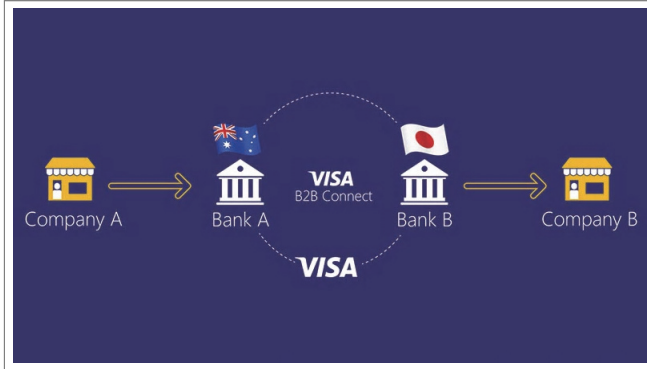 VISA
B2B Connect
Company A
Bank A
Bank B
Company B
VISA